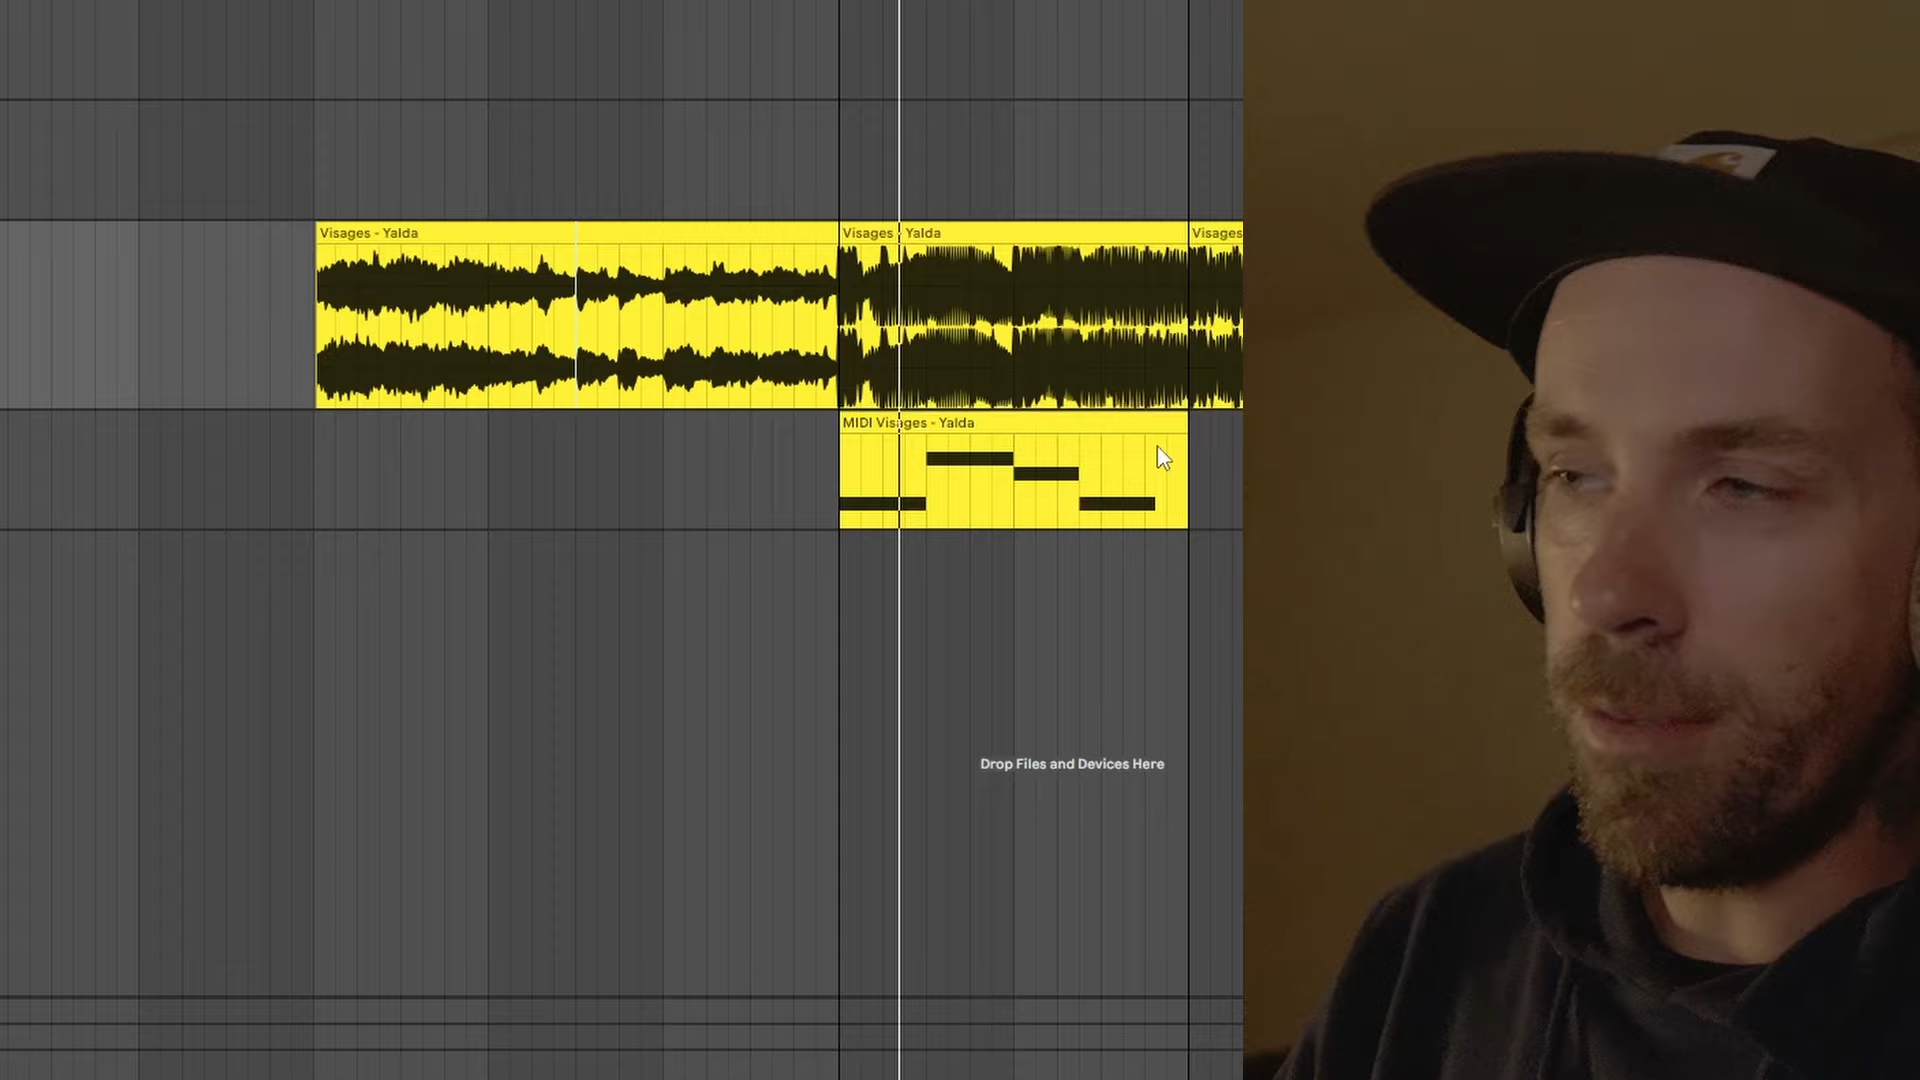 Visages - Yalda
Visages - Yalda
Visages
MIDI Visages - Yalda
Drop Files and Devices Here